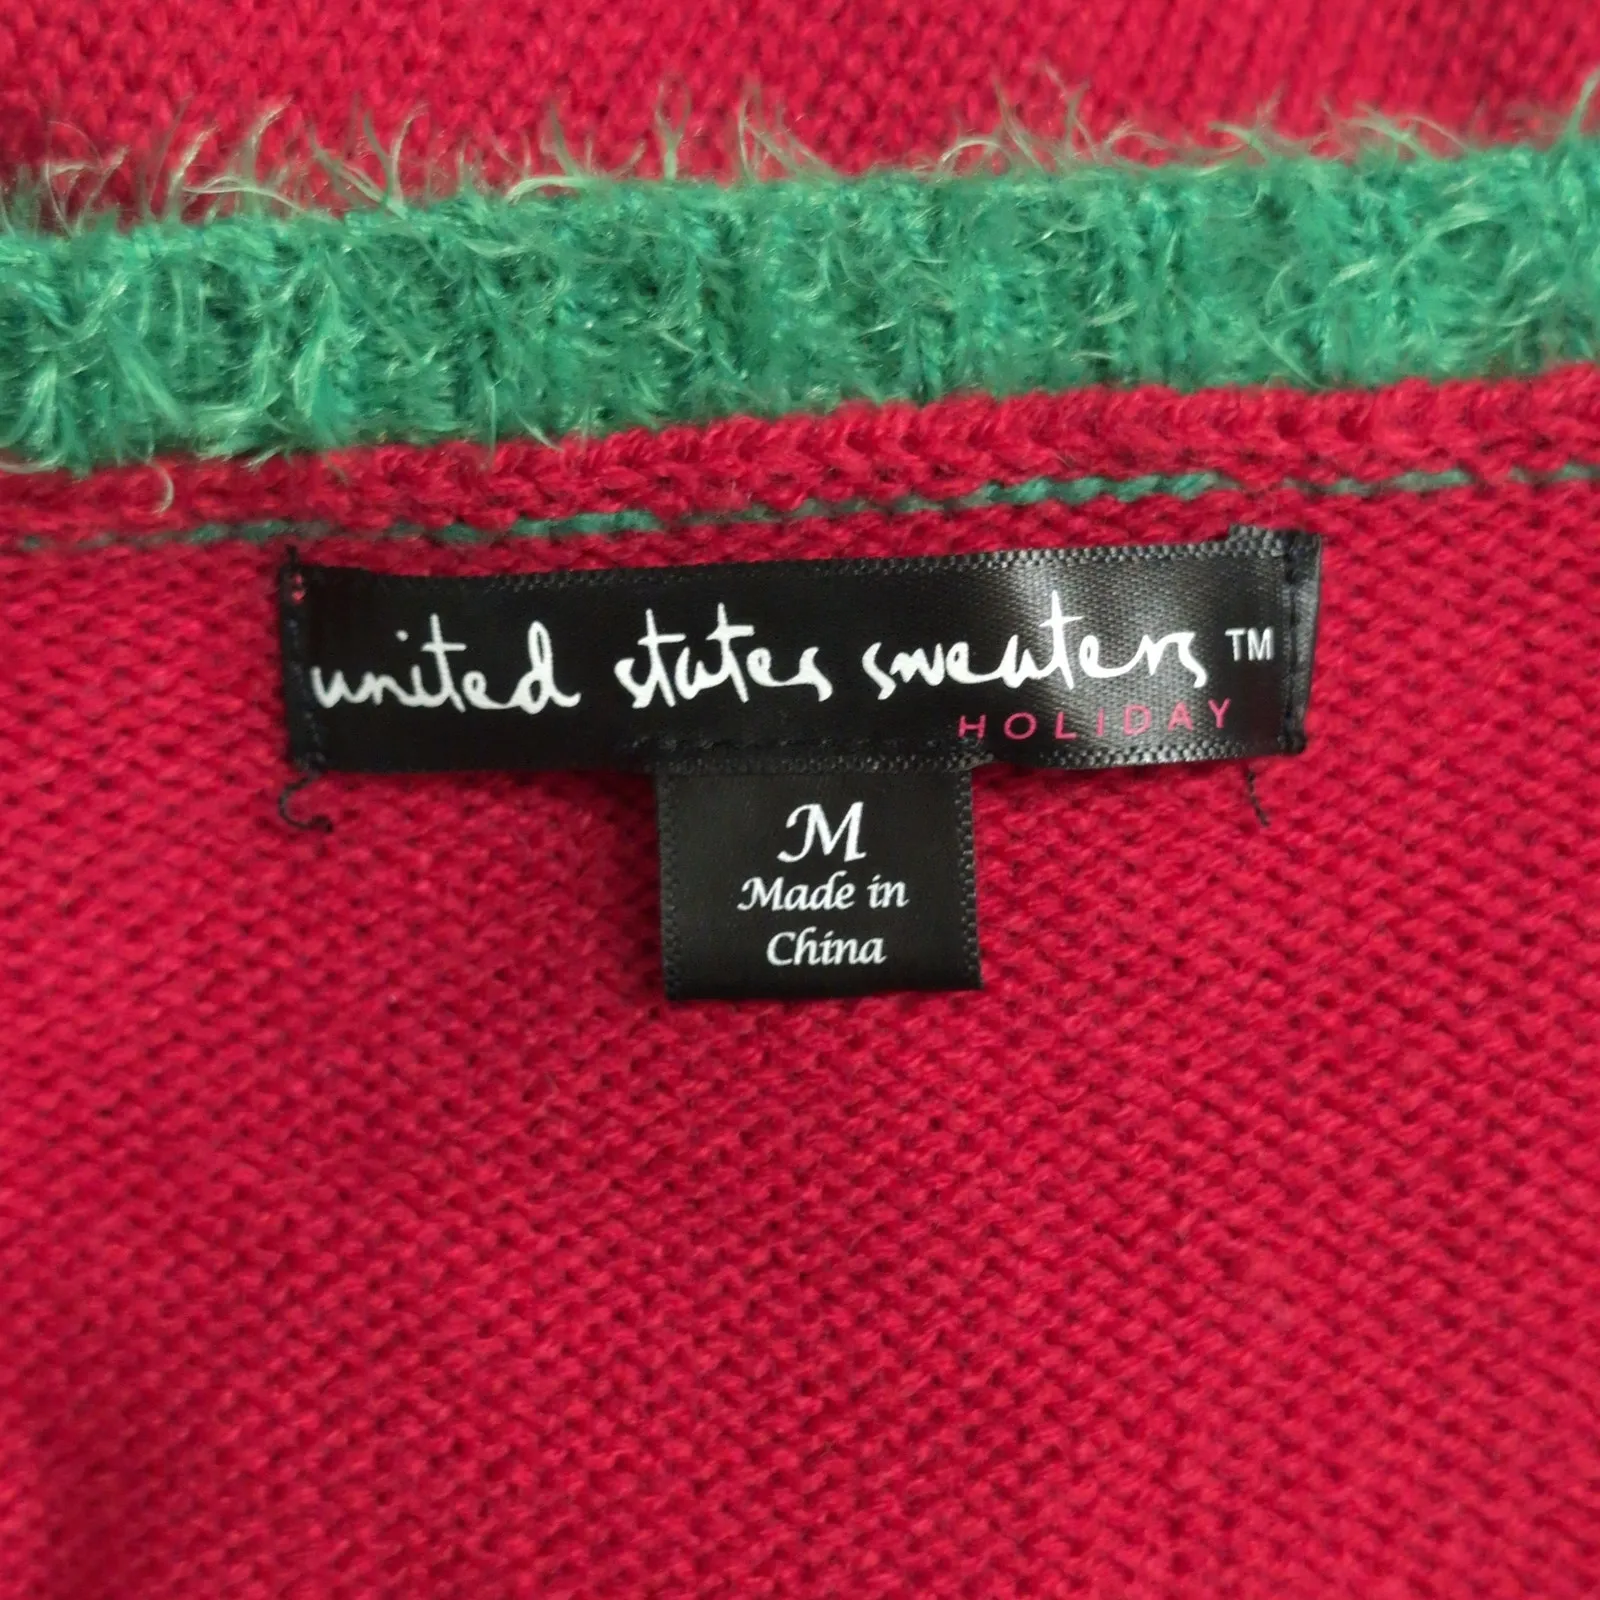 united states sweaters™
HOLIDAY
M
Made in
China